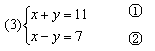 (3) { x + y = 11 ①
x − y = 7 ②